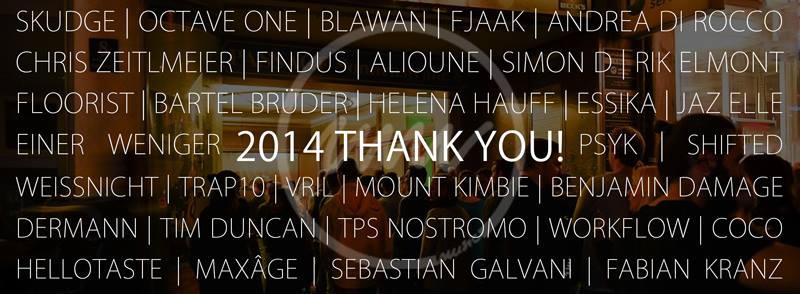 SKUDGE | OCTAVE ONE | BLAWAN | FJAAK | ANDREA DI ROCCO
CHRIS ZEITLMEIER | FINDUS | ALIOUNE | SIMON D | RIK ELMONT
FLOORIST | BARTEL BRÜDER | HELENA HAUFF | ESSIKA | JAZ ELLE
EINER WENIGER 2014 THANK YOU! PSYK | SHIFTED
WEISSNICHT | TRAP10 | VRIL | MOUNT KIMBIE | BENJAMIN DAMAGE
DERMANN | TIM DUNCAN | TPS NOSTROMO | WORKFLOW | COCO
HELLOTASTE | MAXÂGE | SEBASTIAN GALVANI | FABIAN KRANZ